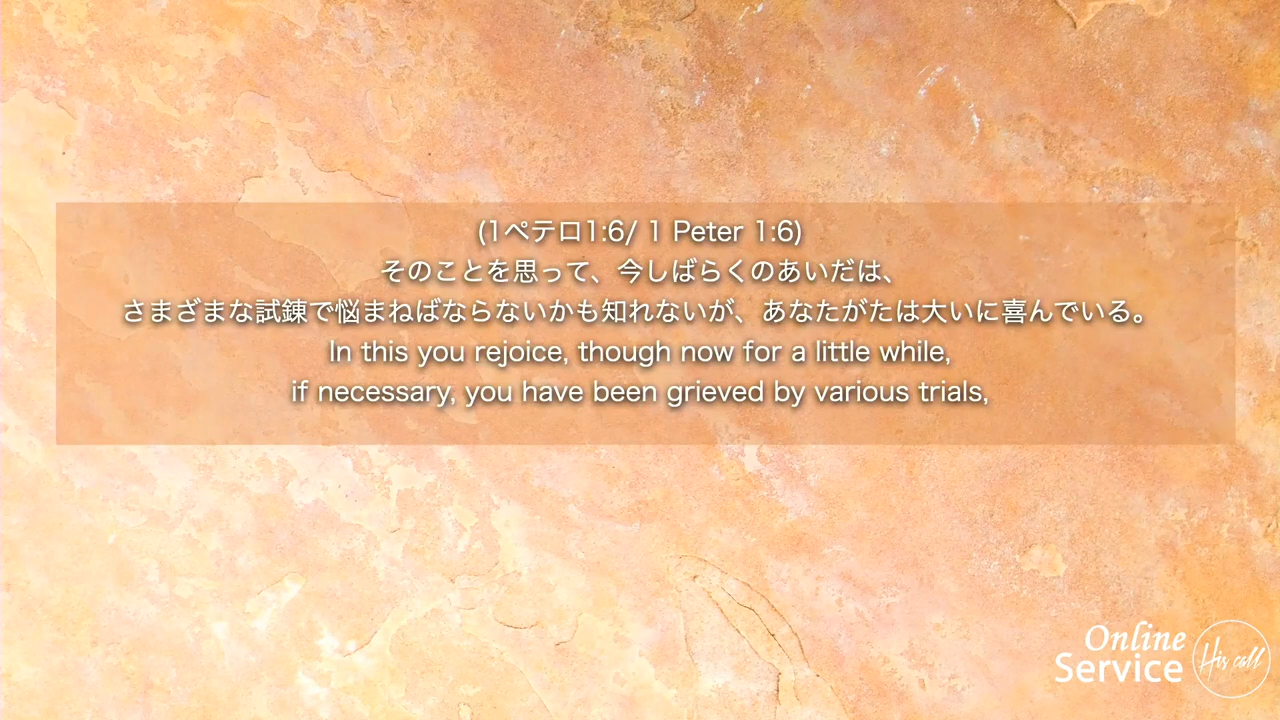 (1ペテロ1:6/ 1 Peter 1:6)
そのことを思って、今しばらくのあいだは、
さまざまな試錬で悩まねばならないかも知れないが、あなたがたは大いに喜んでいる。
In this you rejoice, though now for a little while,
if necessary, you have been grieved by various trials,
Online
Service
His call